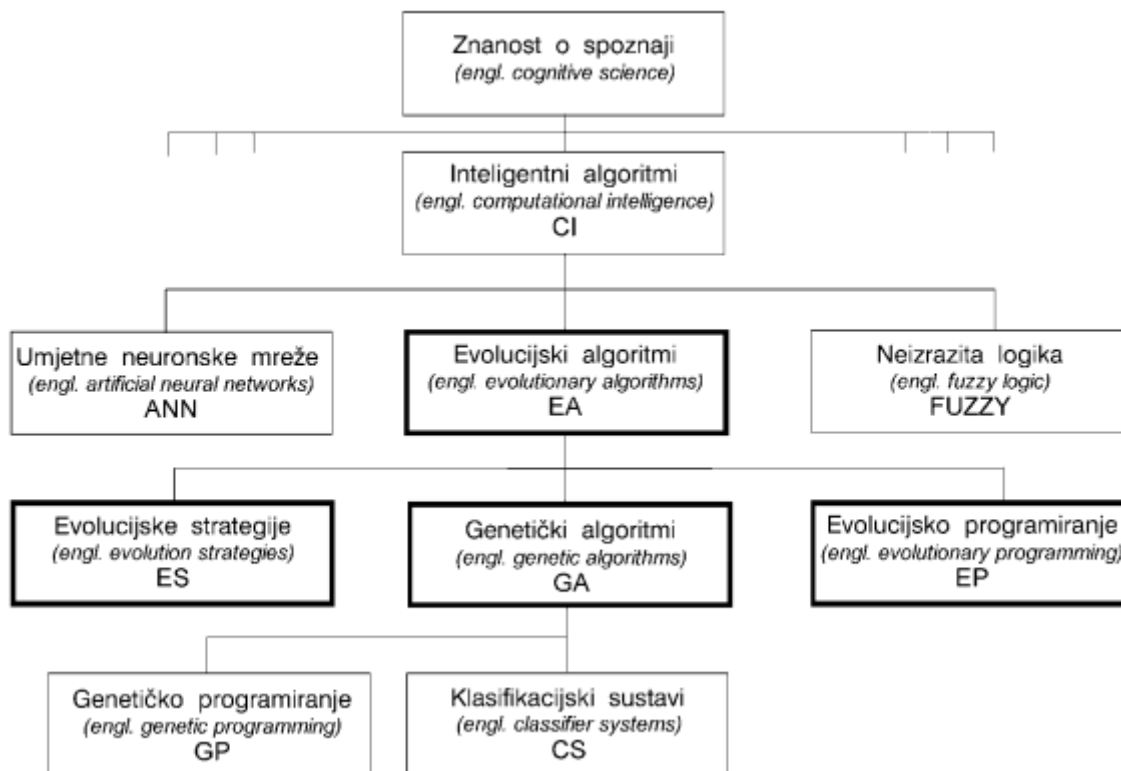 Znanost o spoznaji
(engl. cognitive science)
Inteligentni algoritmi
(engl. computational intelligence)
CI
Umjetne neuronske mreže
(engl. artificial neural networks)
ANN
Evolucijski algoritmi
(engl. evolutionary algorithms)
EA
Neizrazita logika
(engl. fuzzy logic)
FUZZY
Evolucijske strategije
(engl. evolution strategies)
ES
Genetički algoritmi
(engl. genetic algorithms)
GA
Evolucijsko programiranje
(engl. evolutionary programming)
EP
Genetičko programiranje
(engl. genetic programming)
GP
Klasifikacijski sustavi
(engl. classifier systems)
CS